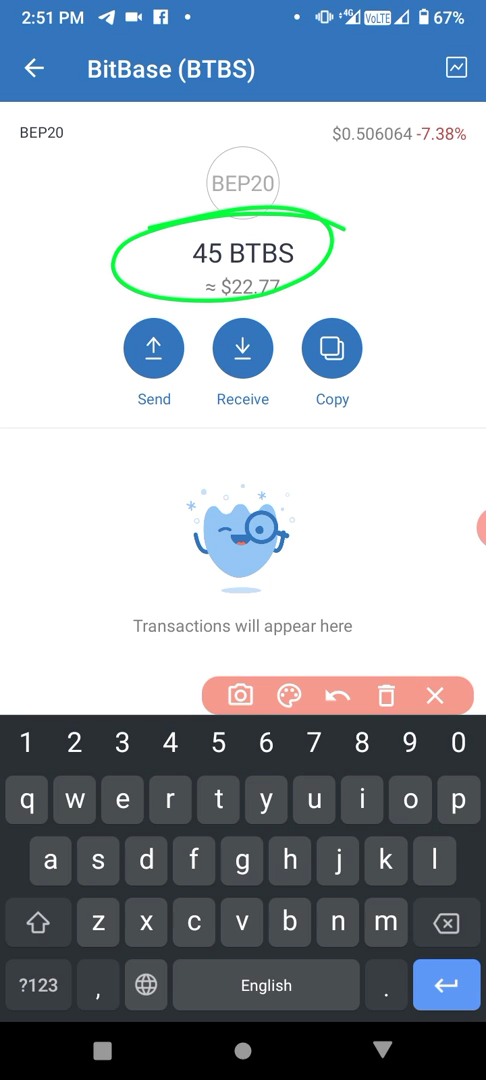 2:51 PM 4G VoLTE 67%
BitBase (BTBS)
BEP20 $0.506064 -7.38%
BEP20
45 BTBS
≈ $22.77
Send Receive Copy
Transactions will appear here
1 2 3 4 5 6 7 8 9 0
q w e r t y u i o p
a s d f g h j k l
z x c v b n m
?123 , English .